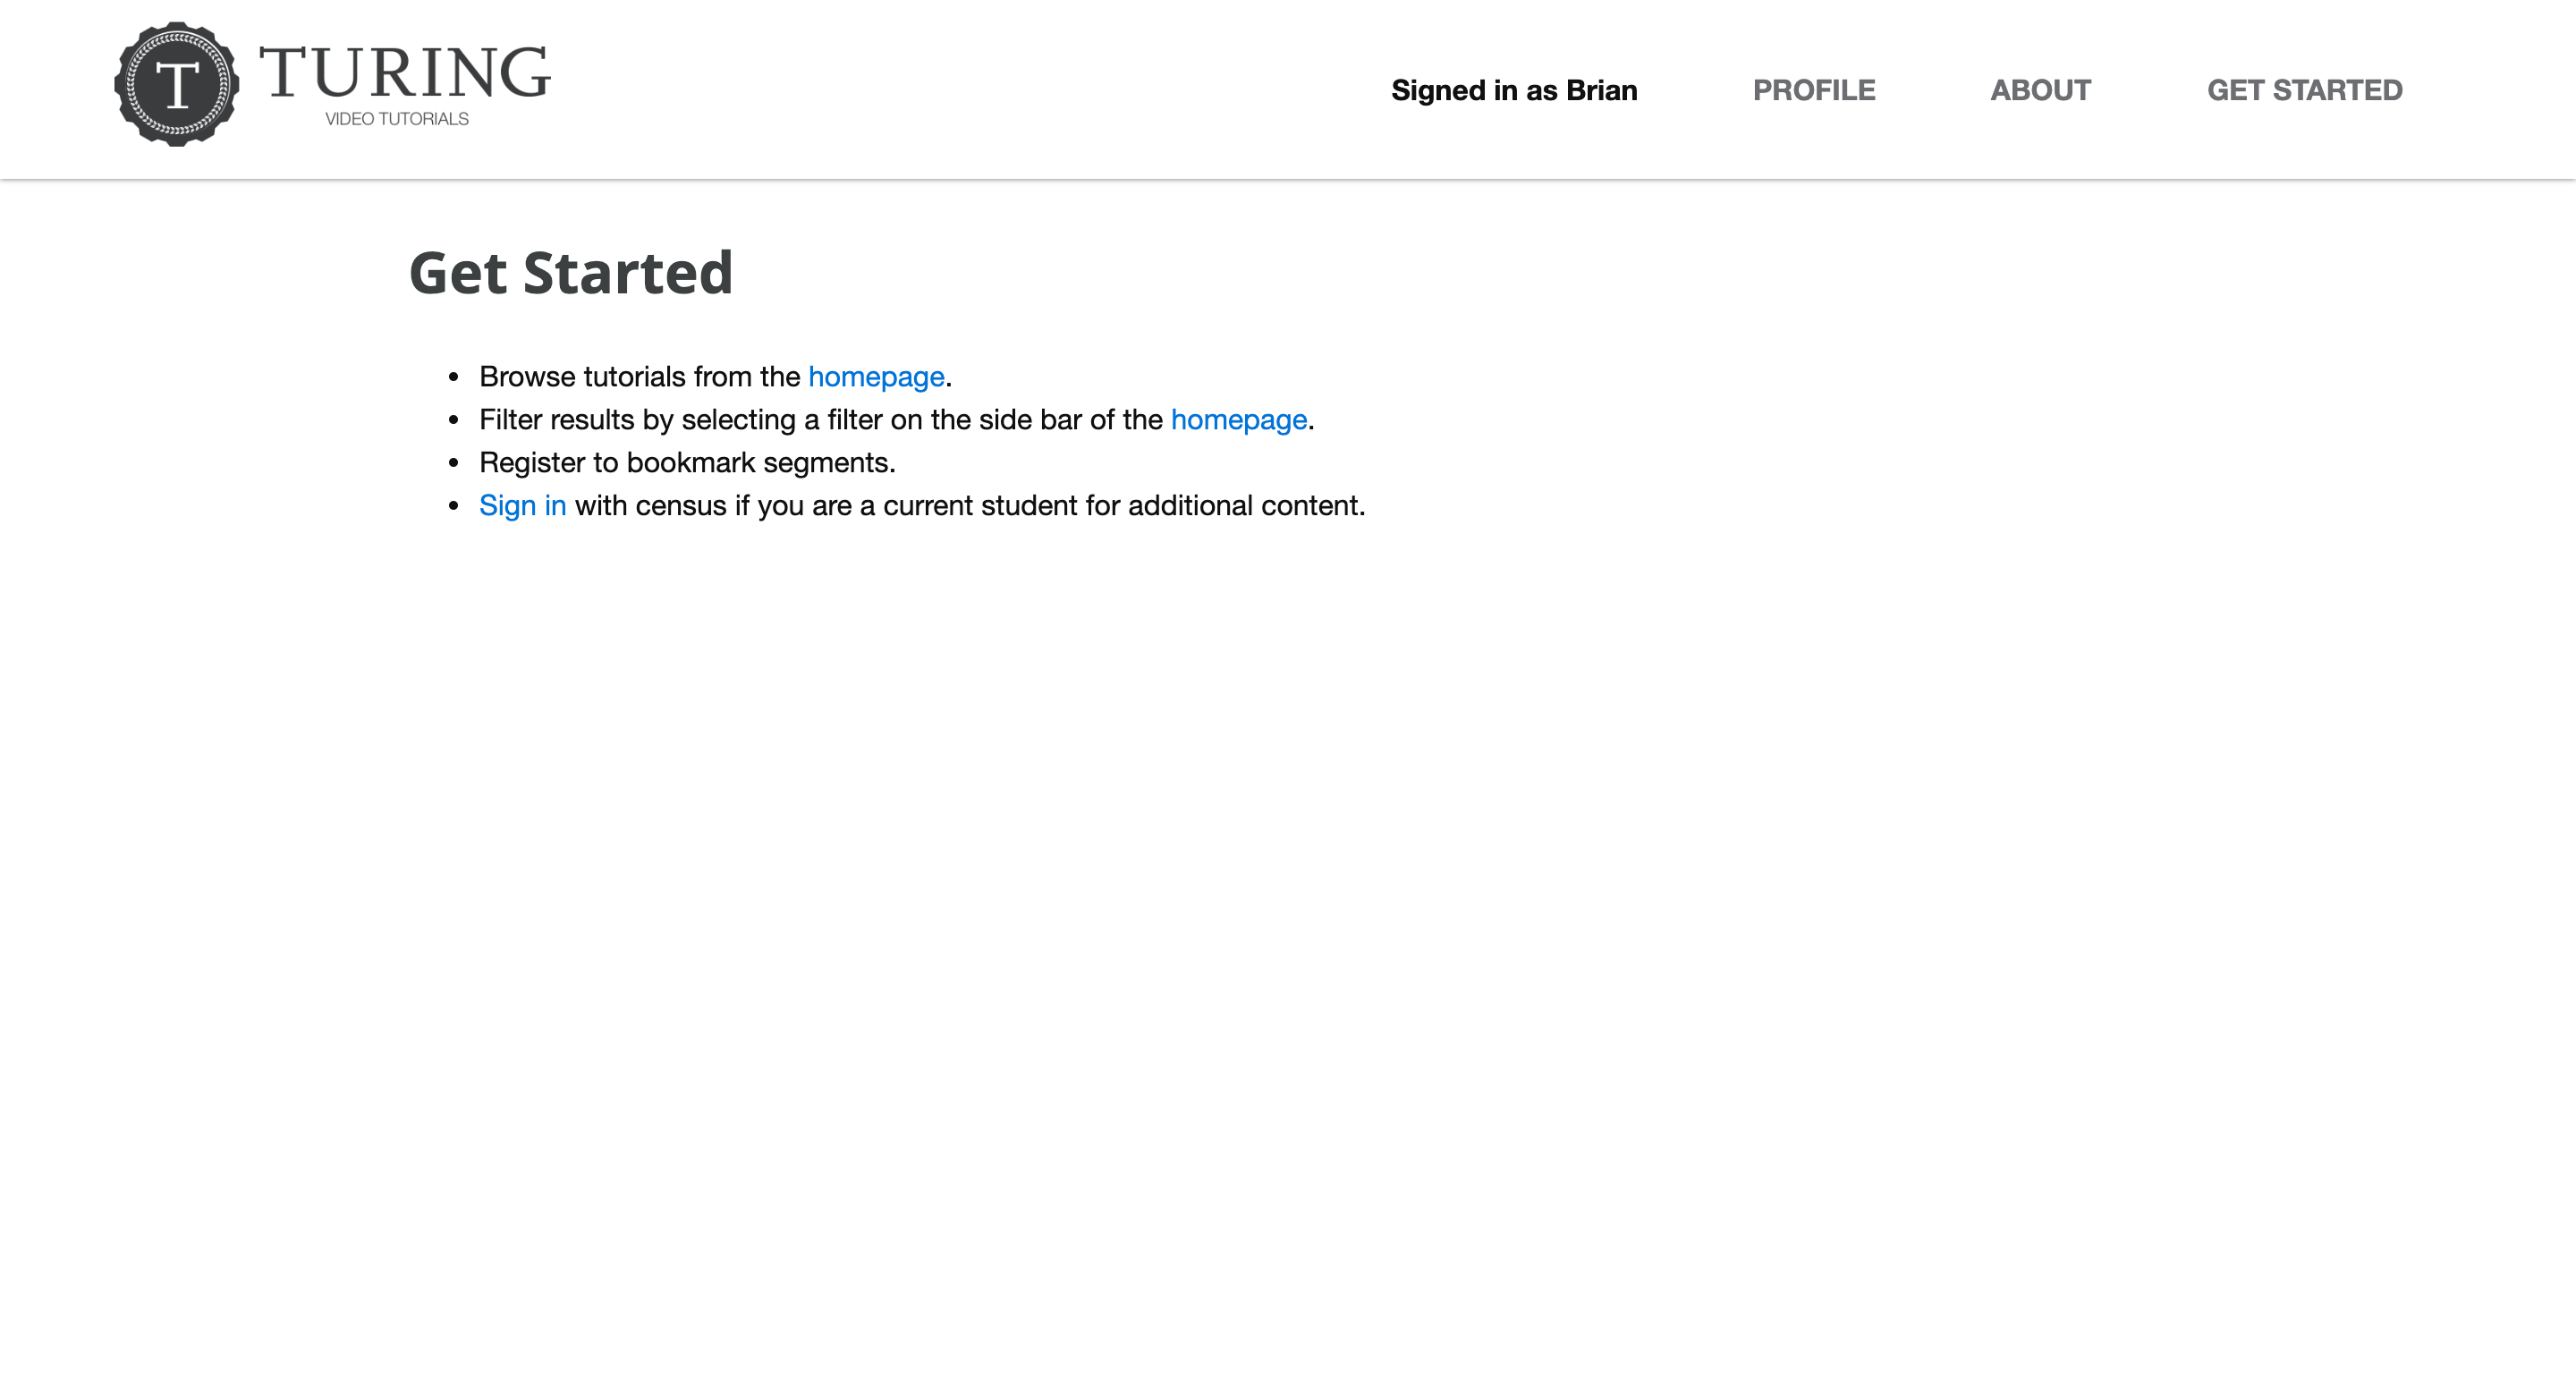 T
TURING
VIDEO TUTORIALS
Signed in as Brian PROFILE ABOUT GET STARTED
Get Started
• Browse tutorials from the homepage.
• Filter results by selecting a filter on the side bar of the homepage.
• Register to bookmark segments.
• Sign in with census if you are a current student for additional content.